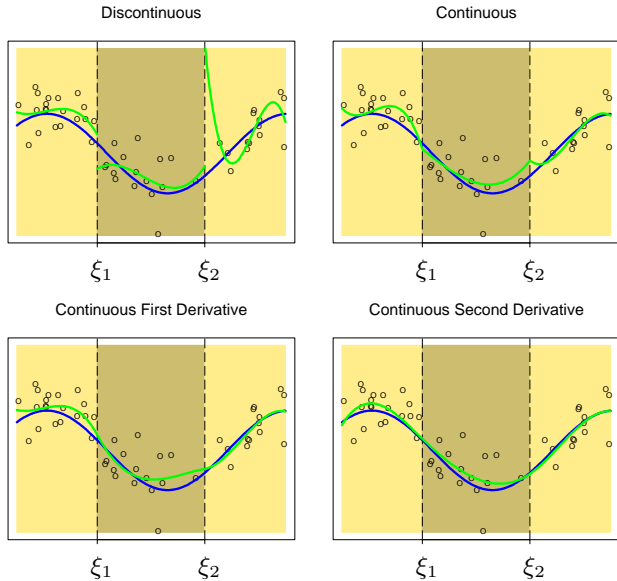 Discontinuous
Continuous
ξ1 ξ2
ξ1 ξ2
Continuous First Derivative
Continuous Second Derivative
ξ1 ξ2
ξ1 ξ2